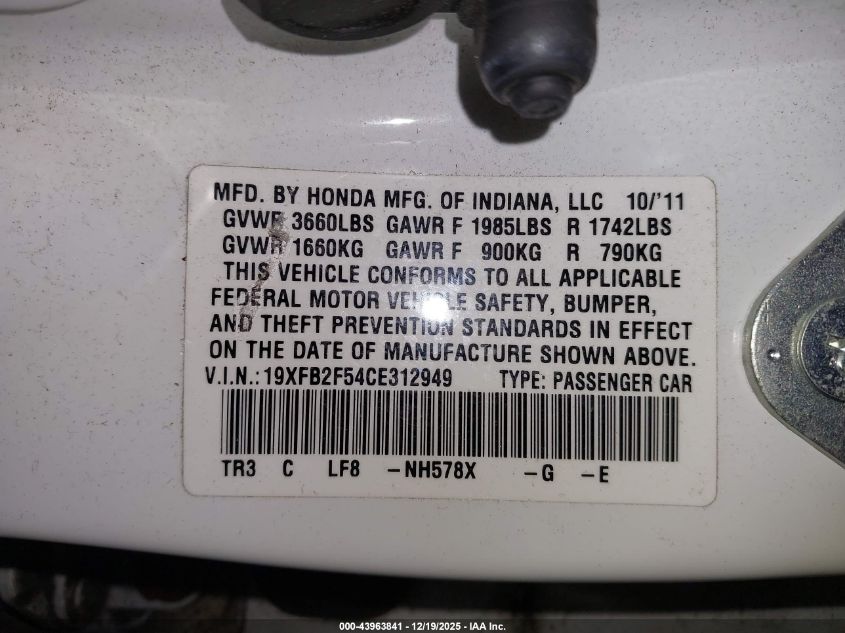 MFD. BY HONDA MFG. OF INDIANA, LLC 10/'11
GVWR 3660LBS GAWR F 1985LBS R 1742LBS
GVWR 1660KG GAWR F 900KG R 790KG
THIS VEHICLE CONFORMS TO ALL APPLICABLE
FEDERAL MOTOR VEHICLE SAFETY, BUMPER,
AND THEFT PREVENTION STANDARDS IN EFFECT
ON THE DATE OF MANUFACTURE SHOWN ABOVE.
V.I.N.:19XFB2F54CE312949 TYPE: PASSENGER CAR
TR3 C LF8 -NH578X -G -E
000-43963841 - 12/19/2025 - IAA Inc.